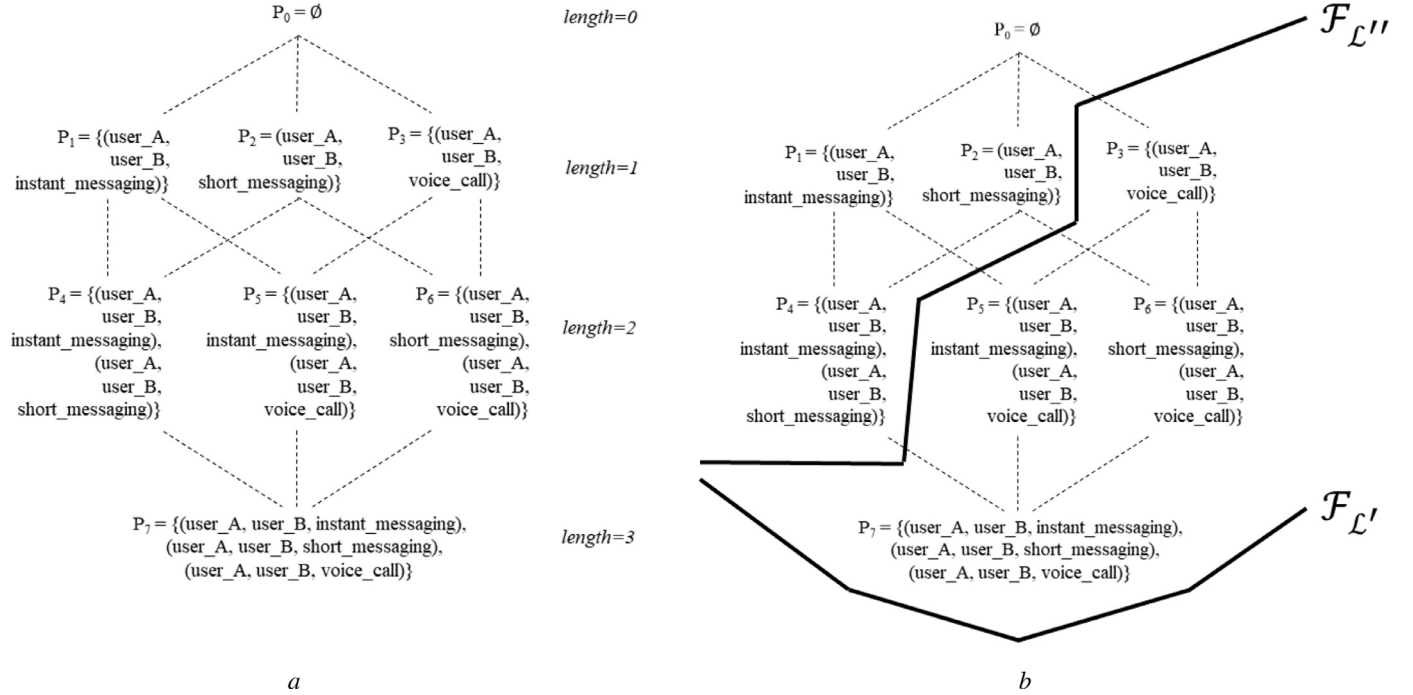 P0 = ∅
length=0
P1 = {(user_A,
user_B,
instant_messaging)}
P2 = (user_A,
user_B,
short_messaging)}
P3 = {(user_A,
user_B,
voice_call)}
length=1
P4 = {(user_A,
user_B,
instant_messaging),
(user_A,
user_B,
short_messaging)}
P5 = {(user_A,
user_B,
instant_messaging),
(user_A,
user_B,
voice_call)}
P6 = {(user_A,
user_B,
short_messaging),
(user_A,
user_B,
voice_call)}
length=2
P7 = {(user_A, user_B, instant_messaging),
(user_A, user_B, short_messaging),
(user_A, user_B, voice_call)}
length=3
a
P0 = ∅
ℱℒ′′
P1 = {(user_A,
user_B,
instant_messaging)}
P2 = (user_A,
user_B,
short_messaging)}
P3 = {(user_A,
user_B,
voice_call)}
P4 = {(user_A,
user_B,
instant_messaging),
(user_A,
user_B,
short_messaging)}
P5 = {(user_A,
user_B,
instant_messaging),
(user_A,
user_B,
voice_call)}
P6 = {(user_A,
user_B,
short_messaging),
(user_A,
user_B,
voice_call)}
P7 = {(user_A, user_B, instant_messaging),
(user_A, user_B, short_messaging),
(user_A, user_B, voice_call)}
ℱℒ′
b